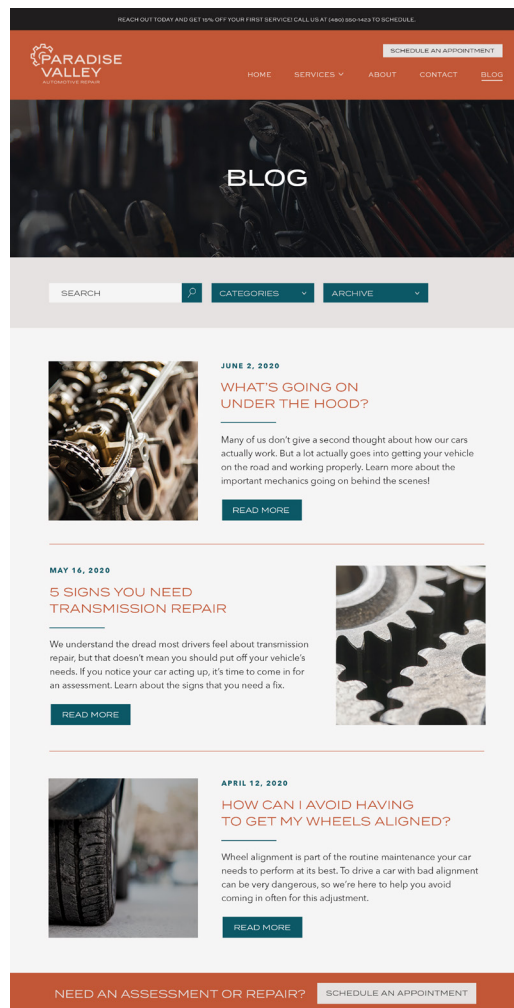 REACH OUT TODAY AND GET 15% OFF YOUR FIRST SERVICE! CALL US AT (480) 550-1423 TO SCHEDULE.
PARADISE
VALLEY
AUTOMOTIVE REPAIR
SCHEDULE AN APPOINTMENT
HOME SERVICES ABOUT CONTACT BLOG
BLOG
SEARCH CATEGORIES ARCHIVE
JUNE 2, 2020
WHAT'S GOING ON
UNDER THE HOOD?
Many of us don't give a second thought about how our cars
actually work. But a lot actually goes into getting your vehicle
on the road and working properly. Learn more about the
important mechanics going on behind the scenes!
READ MORE
MAY 16, 2020
5 SIGNS YOU NEED
TRANSMISSION REPAIR
We understand the dread most drivers feel about transmission
repair, but that doesn't mean you should put off your vehicle's
needs. If you notice your car acting up, it's time to come in for
an assessment. Learn about the signs that you need a fix.
READ MORE
APRIL 12, 2020
HOW CAN I AVOID HAVING
TO GET MY WHEELS ALIGNED?
Wheel alignment is part of the routine maintenance your car
needs to perform at its best. To drive a car with bad alignment
can be very dangerous, so we're here to help you avoid
coming in often for this adjustment.
READ MORE
NEED AN ASSESSMENT OR REPAIR? SCHEDULE AN APPOINTMENT